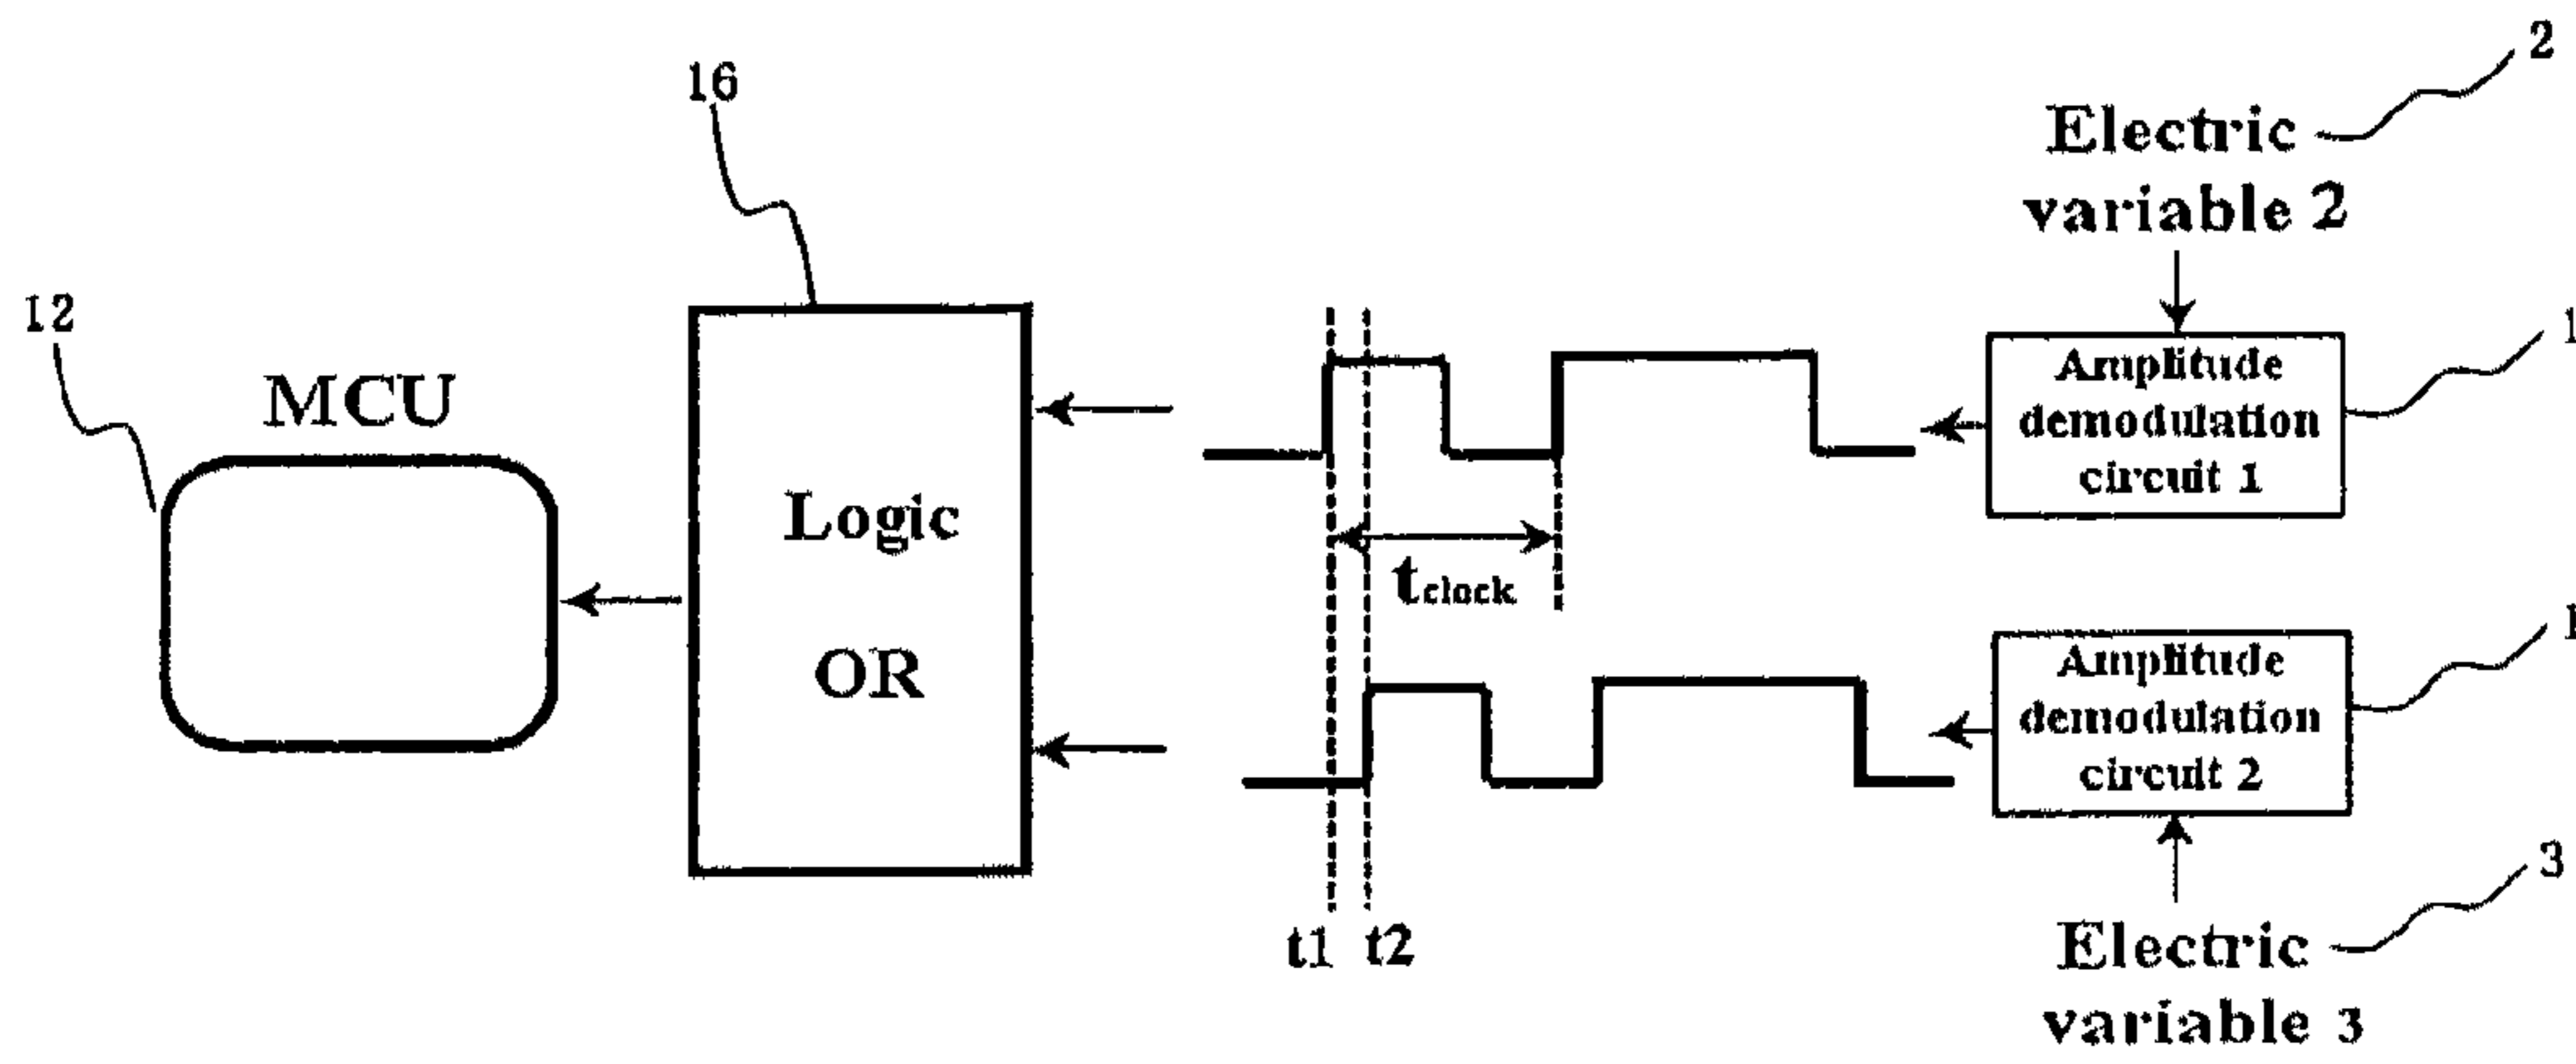 2
16
Electric
variable 2
12
MCU
Amplitude
demodulation
circuit 1
Logic
OR
tclock
Amplitude
demodulation
circuit 2
t1 t2
3
Electric
variable 3